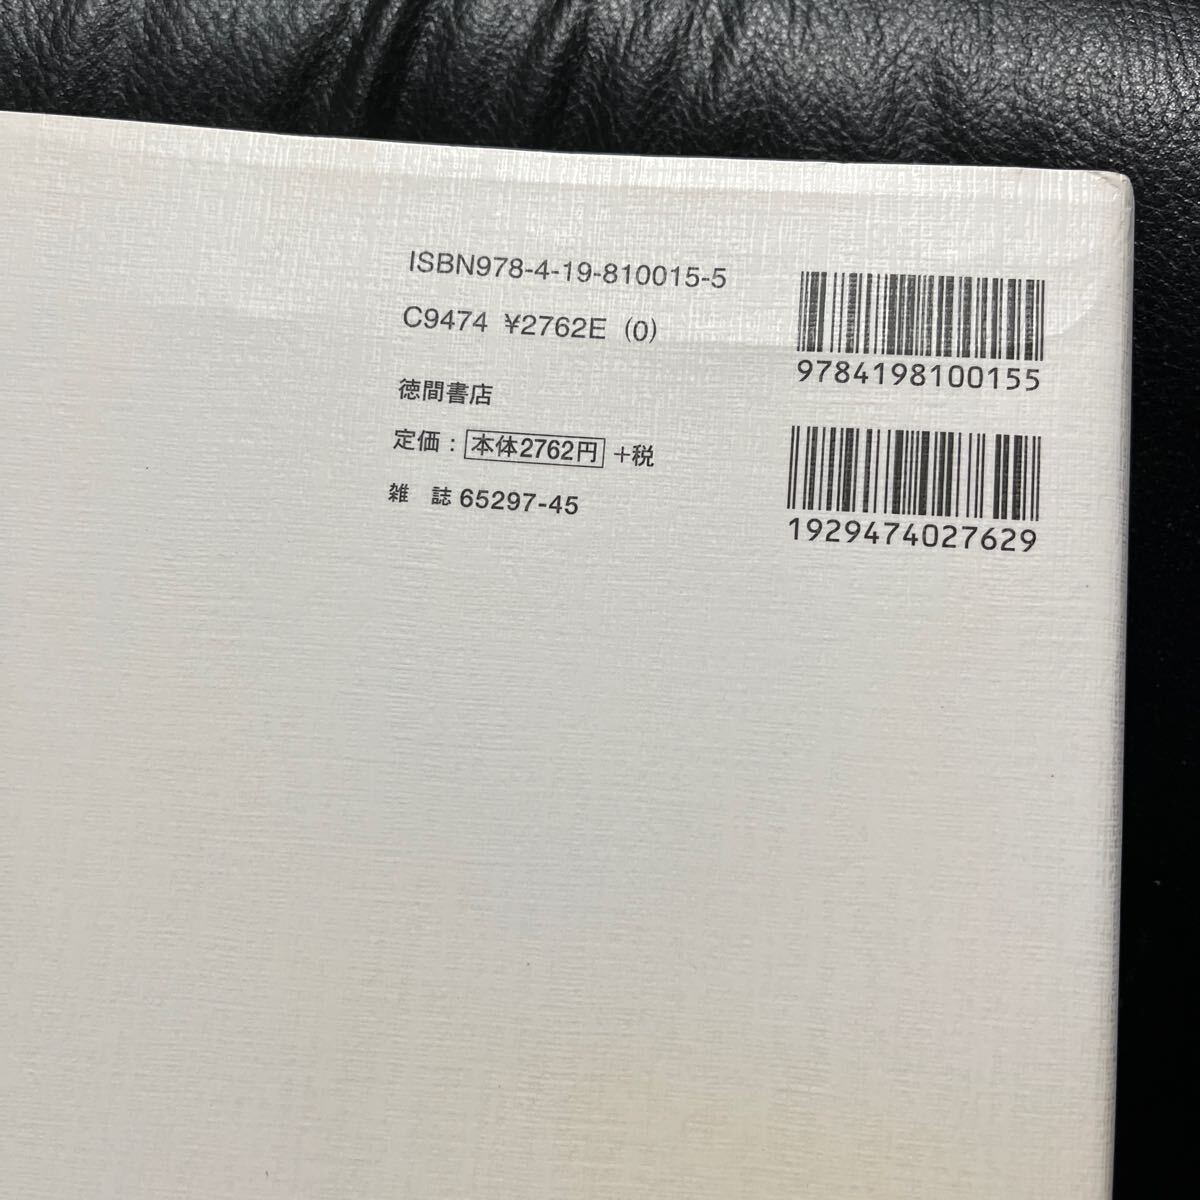 ISBN978-4-19-810015-5
C9474 ¥2762E (0)
徳間書店
定価：本体2762円+税
雑　誌 65297-45
9784198100155
1929474027629